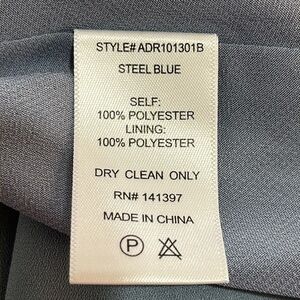 STYLE# ADR101301B
STEEL BLUE
SELF:
100% POLYESTER
LINING:
100% POLYESTER
DRY CLEAN ONLY
RN# 141397
MADE IN CHINA
P